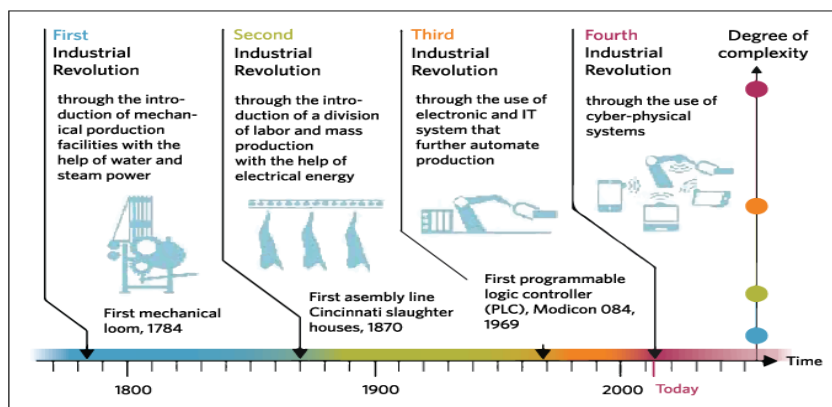 First
Industrial
Revolution
through the intro-
duction of mechan-
ical porduction
facilities with the
help of water and
steam power
First mechanical
loom, 1784
Second
Industrial
Revolution
through the intro-
duction of a division
of labor and mass
production
with the help of
electrical energy
First asembly line
Cincinnati slaughter
houses, 1870
Third
Industrial
Revolution
through the use of
electronic and IT
system that
further automate
production
First programmable
logic controller
(PLC), Modicon 084,
1969
Fourth
Industrial
Revolution
through the use of
cyber-physical
systems
Degree of
complexity
Time
1800
1900
2000
Today